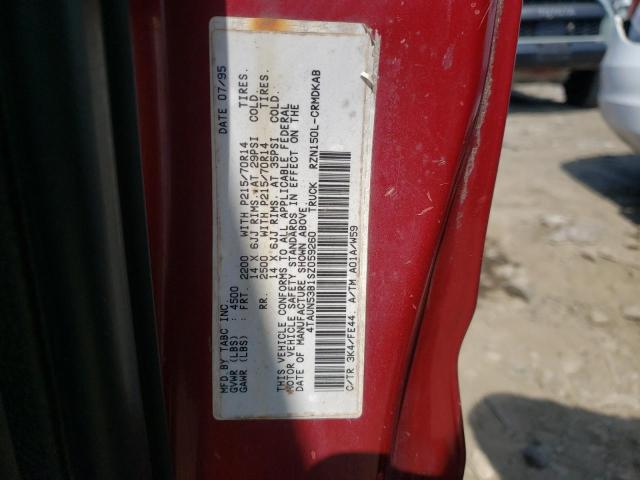 MFD.BY TABC INC. DATE 07/95
GVWR (LBS) : 4500
GAWR (LBS) : FRT. 2200 WITH P215/70R14 TIRES.
14 X 6JJ RIMS. AT 29PSI COLD.
RR. 2500 WITH P215/70R14 TIRES.
14 X 6JJ RIMS. AT 35PSI COLD.
THIS VEHICLE CONFORMS TO ALL APPLICABLE FEDERAL
MOTOR VEHICLE SAFETY STANDARDS IN EFFECT ON THE
DATE OF MANUFACTURE SHOWN ABOVE.
4TAUN53B1SZ059260 TRUCK RZN150L-CRMDKAB
C/TR 3K4/FE44. A/TM A01A/W59